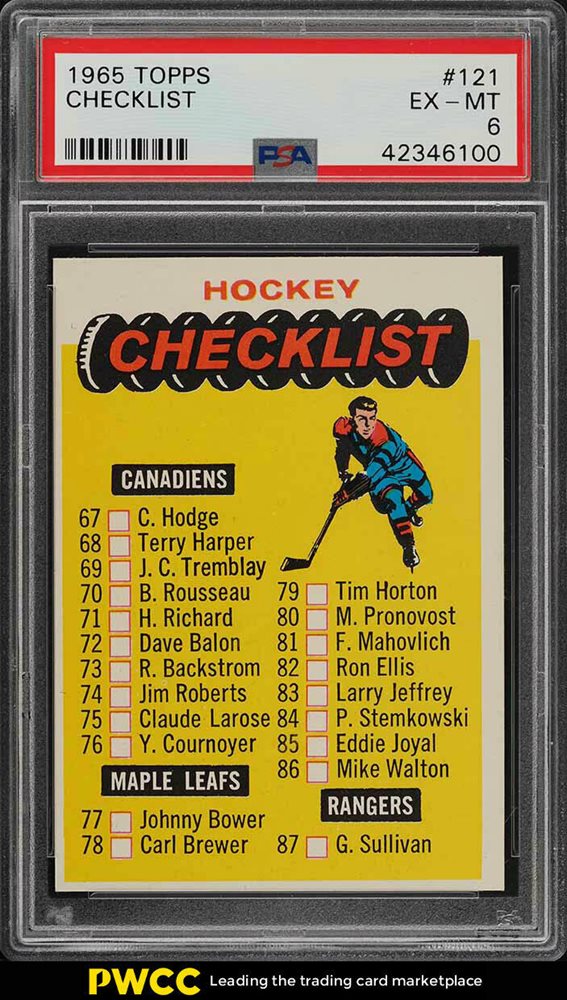 1965 TOPPS #121
CHECKLIST EX - MT
6
PSA 42346100
HOCKEY
CHECKLIST
CANADIENS
67 C. Hodge
68 Terry Harper
69 J. C. Tremblay
70 B. Rousseau
71 H. Richard
72 Dave Balon
73 R. Backstrom
74 Jim Roberts
75 Claude Larose
76 Y. Cournoyer
MAPLE LEAFS
77 Johnny Bower
78 Carl Brewer
79 Tim Horton
80 M. Pronovost
81 F. Mahovlich
82 Ron Ellis
83 Larry Jeffrey
84 P. Stemkowski
85 Eddie Joyal
86 Mike Walton
RANGERS
87 G. Sullivan
PWCC Leading the trading card marketplace